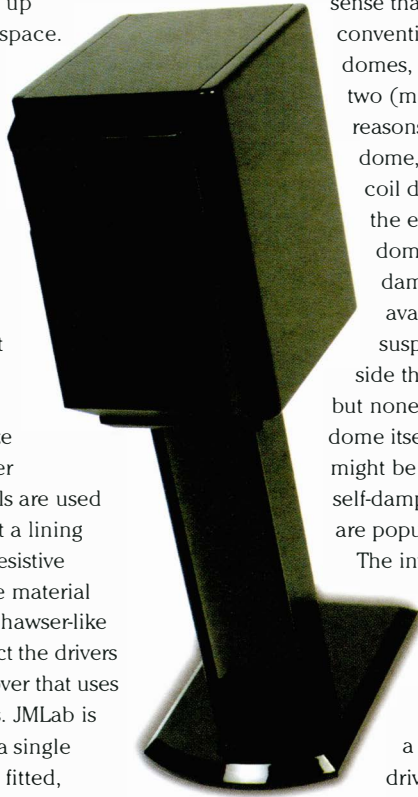 up
space.
t
er
ls are used
t a lining
esistive
e material
hawser-like
ct the drivers
over that uses
s. JMLab is
a single
fitted,
sense tha
conventi
domes,
two (m
reasons
dome,
coil d
the e
dom
dam
ava
susp
side th
but none
dome itse
might be
self-damp
are popu
The in
a
driv